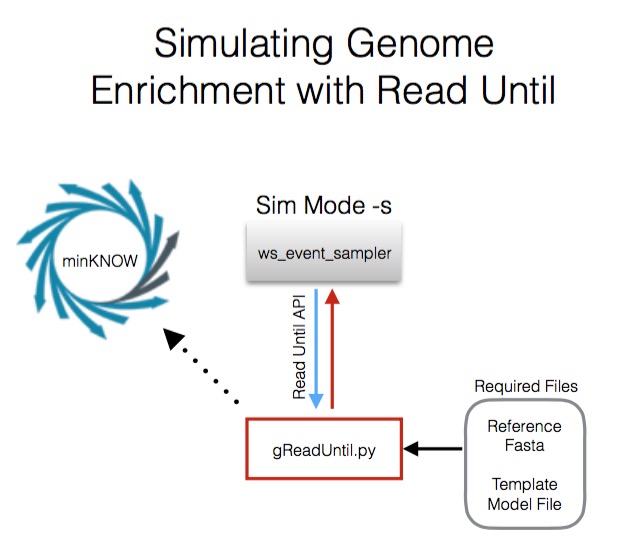 Simulating Genome
Enrichment with Read Until
minKNOW
Sim Mode -s
ws_event_sampler
Read Until API
gReadUntil.py
Required Files
Reference
Fasta
Template
Model File